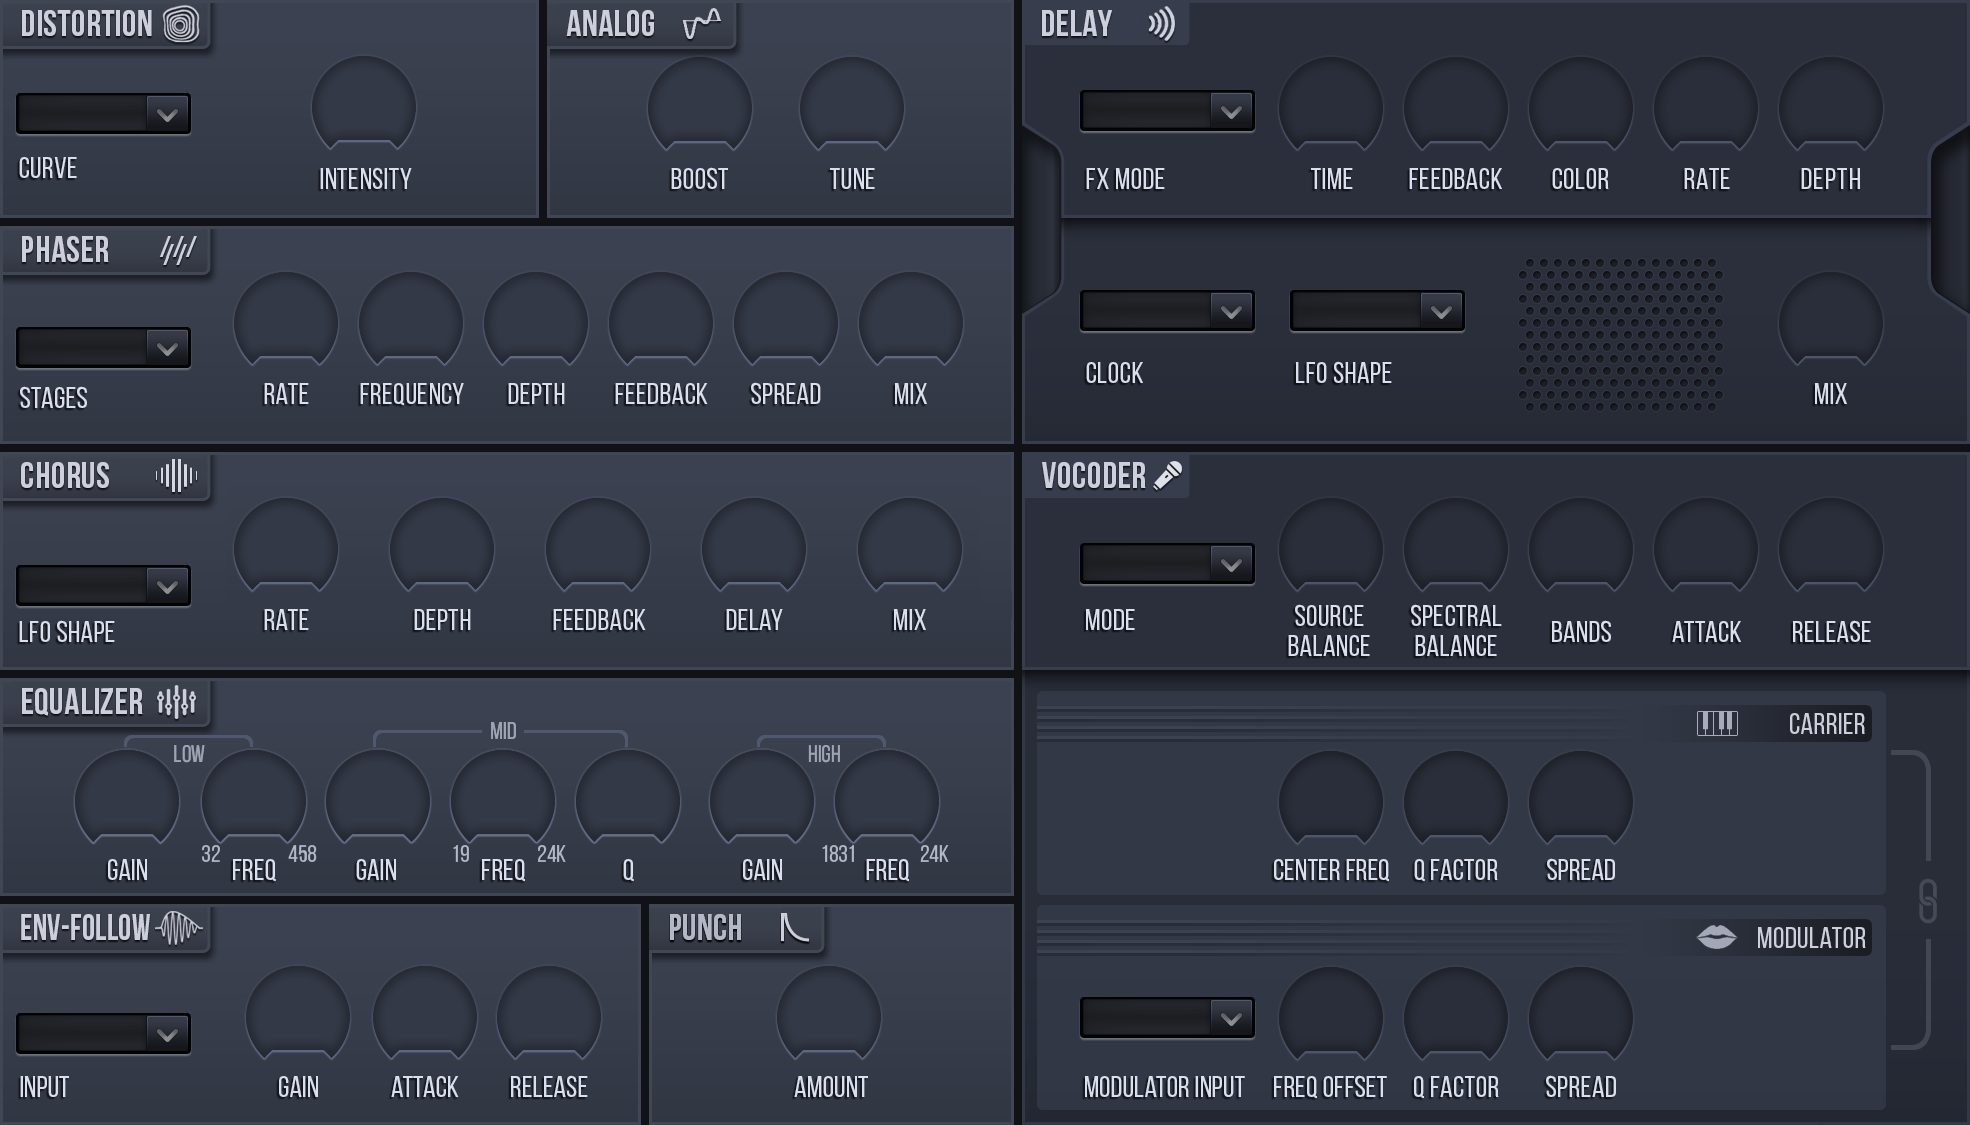 DISTORTION
CURVE
INTENSITY
ANALOG
BOOST
TUNE
DELAY
FX MODE
TIME
FEEDBACK
COLOR
RATE
DEPTH
CLOCK
LFO SHAPE
MIX
PHASER
STAGES
RATE
FREQUENCY
DEPTH
FEEDBACK
SPREAD
MIX
CHORUS
LFO SHAPE
RATE
DEPTH
FEEDBACK
DELAY
MIX
VOCODER
MODE
SOURCE
BALANCE
SPECTRAL
BALANCE
BANDS
ATTACK
RELEASE
EQUALIZER
LOW
GAIN
32
FREQ
458
MID
GAIN
19
FREQ
24K
Q
HIGH
GAIN
1831
FREQ
24K
CARRIER
CENTER FREQ
Q FACTOR
SPREAD
ENV-FOLLOW
INPUT
GAIN
ATTACK
RELEASE
PUNCH
AMOUNT
MODULATOR
MODULATOR INPUT
FREQ OFFSET
Q FACTOR
SPREAD